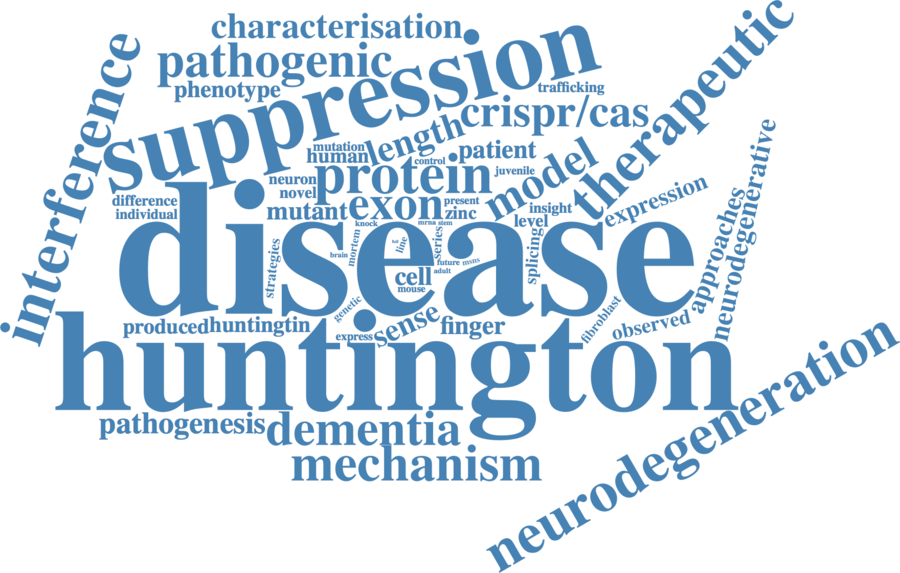 characterisation
pathogenic
phenotype
suppression
interference
therapeutic
trafficking
crispr/cas
length
mutation
human
control
patient
protein
juvenile
neuron
novel
model
difference
individual
mutant
exon
present
zinc
insight
level
expression
approaches
neurodegenerative
disease
knock
mrna
stem
strategies
brain
mortem
line
series
splicing
future
msns
adult
cell
mouse
genetic
fibroblast
produced
huntingtin
express
sense
finger
observed
huntington
pathogenesis
dementia
mechanism
neurodegeneration